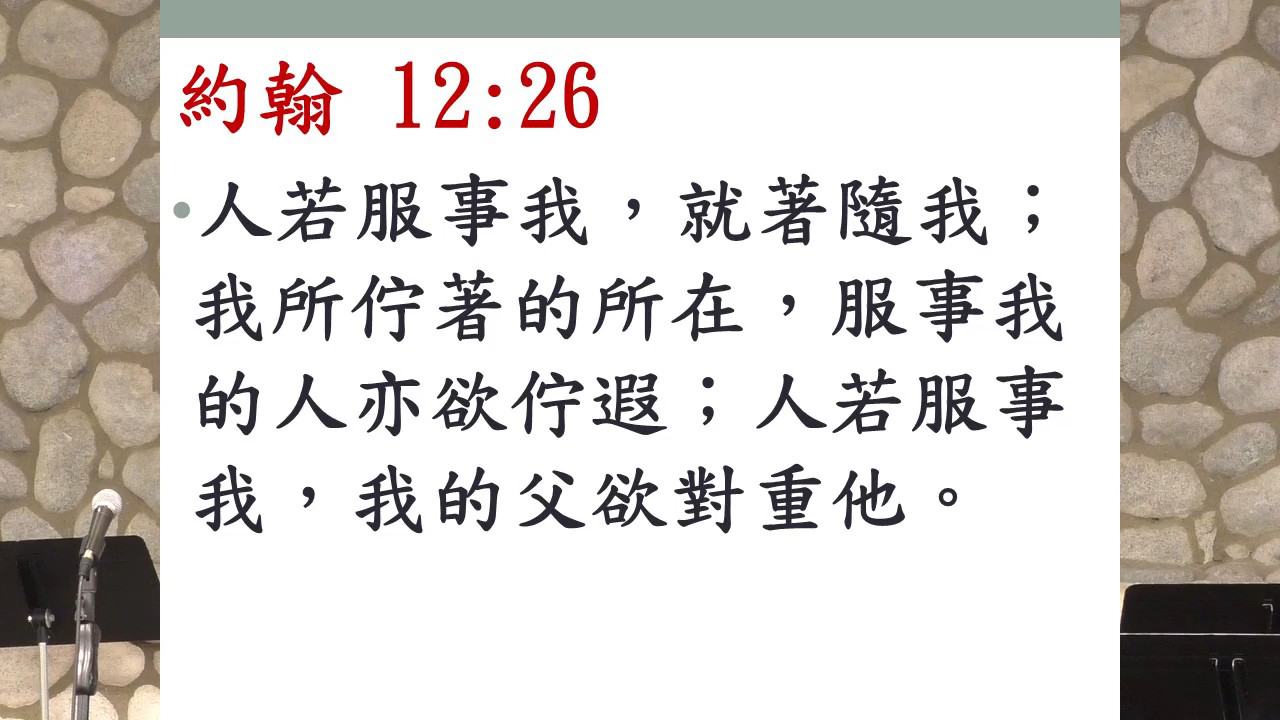 約翰 12:26
•人若服事我，就著隨我；
我所佇著的所在，服事我
的人亦欲佇遐；人若服事
我，我的父欲對重他。